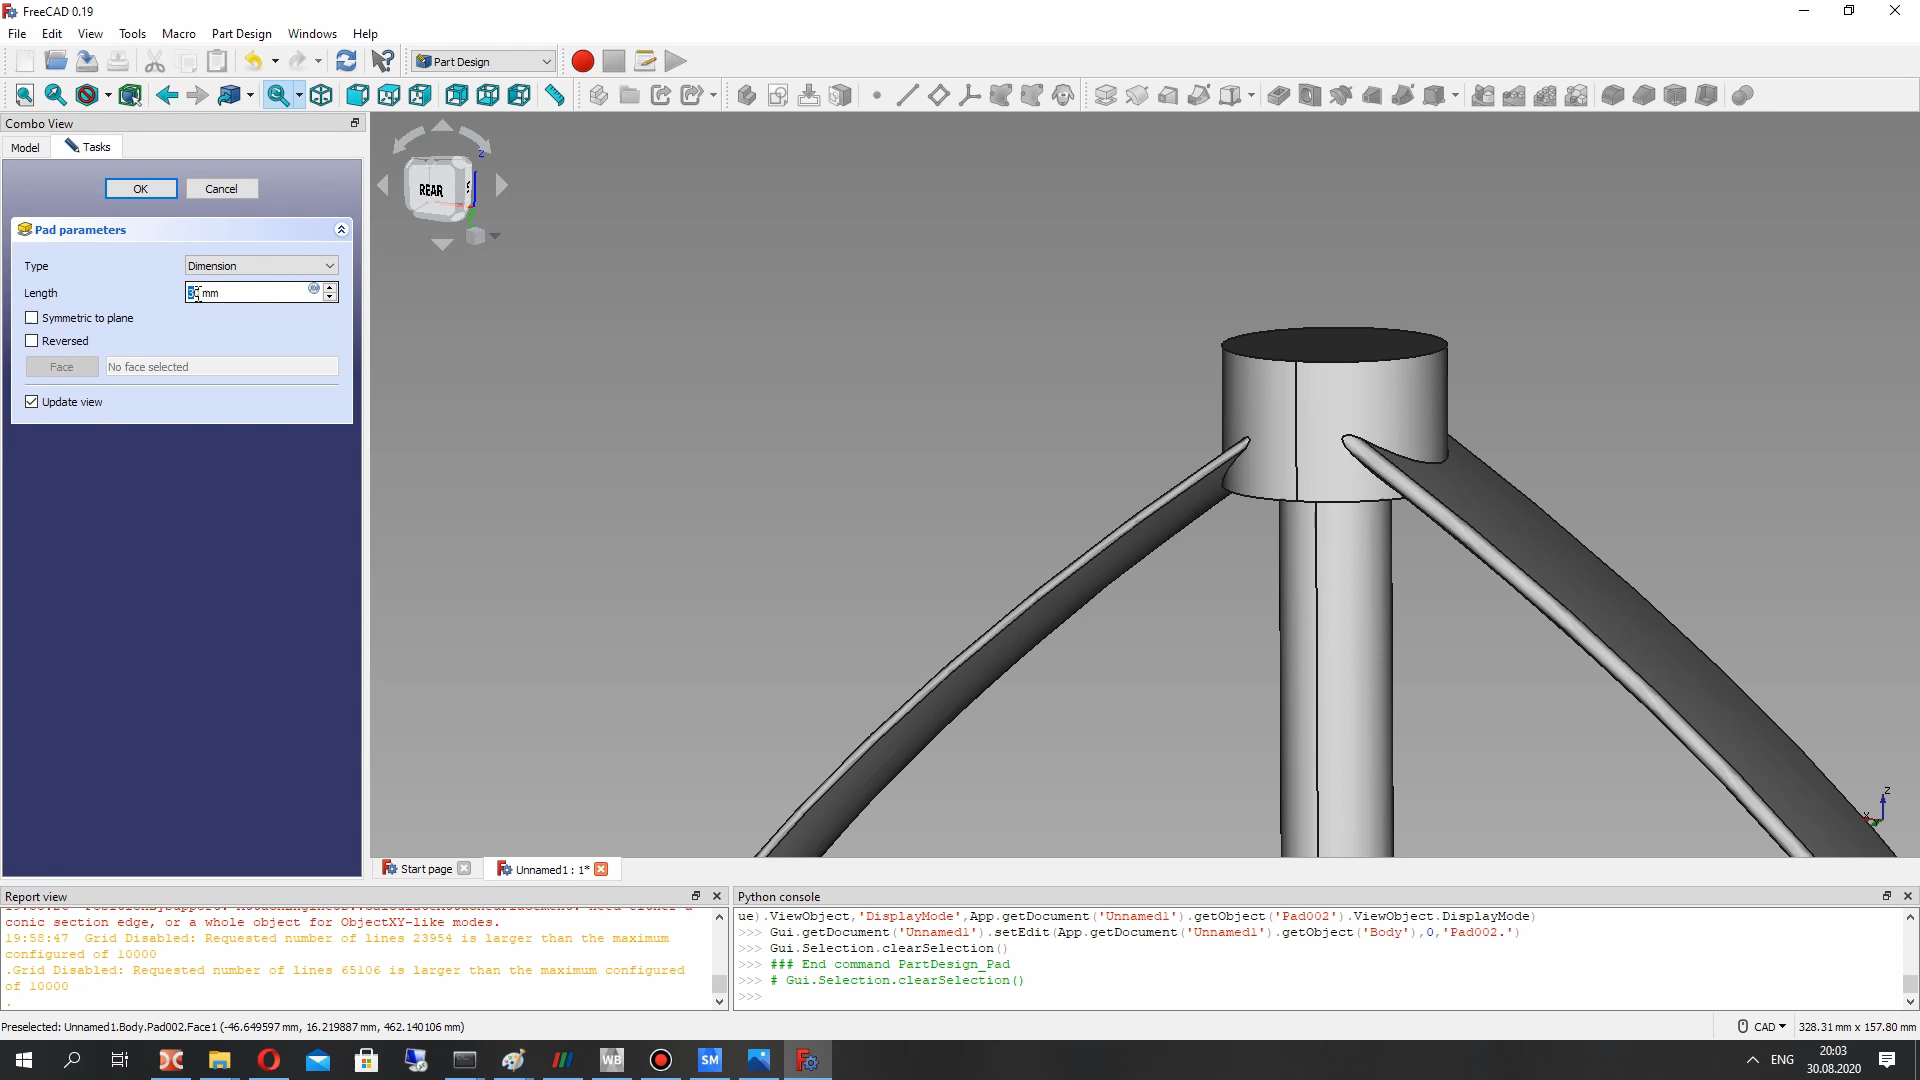 FreeCAD 0.19
File Edit View Tools Macro Part Design Windows Help
Part Design
Combo View
Model Tasks
OK Cancel
Pad parameters
Type Dimension
Length mm
Symmetric to plane
Reversed
Face No face selected
Update view
REAR
Z
Z
X
Start page Unnamed1 : 1*
Report view
conic section edge, or a whole object for ObjectXY-like modes.
19:58:47 Grid Disabled: Requested number of lines 23954 is larger than the maximum
configured of 10000
.Grid Disabled: Requested number of lines 65106 is larger than the maximum configured
of 10000
.
Python console
ue).ViewObject,'DisplayMode',App.getDocument('Unnamed1').getObject('Pad002').ViewObject.DisplayMode)
>>> Gui.getDocument('Unnamed1').setEdit(App.getDocument('Unnamed1').getObject('Body'),0,'Pad002.')
>>> Gui.Selection.clearSelection()
>>> ### End command PartDesign_Pad
>>> # Gui.Selection.clearSelection()
>>>
Preselected: Unnamed1.Body.Pad002.Face1 (-46.649597 mm, 16.219887 mm, 462.140106 mm)
CAD 328.31 mm x 157.80 mm
WB SM
ENG
20:03
30.08.2020